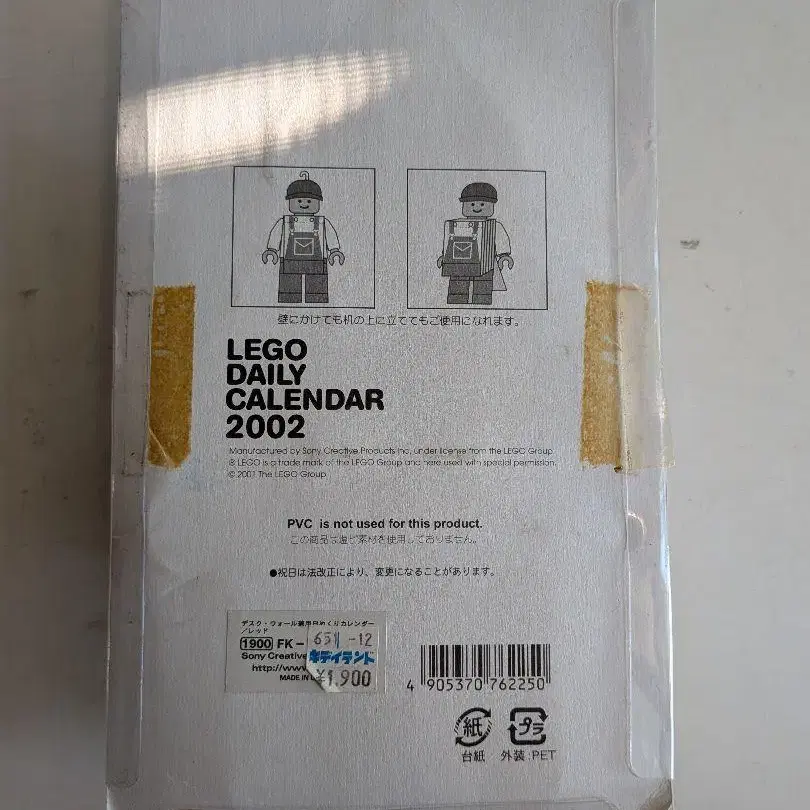 壁にかけても机の上に立ててもご使用になれます。
LEGO
DAILY
CALENDAR
2002
Manufactured by Sony Creative Products Inc. under license from the LEGO Group.
® LEGO is a trade mark of the LEGO Group and here used with special permission.
© 2001 The LEGO Group.
PVC is not used for this product.
この商品は塩ビ素材を使用しておりません。
●祝日は法改正により、変更になることがあります。
デスク・ウォール兼用日めくりカレンダー
/レッド
1900 FK-
651 -12
Sony Creative
キデイランド
http://www
MADE IN
¥1,900
4 905370 762250
紙
プラ
台紙
外装:PET